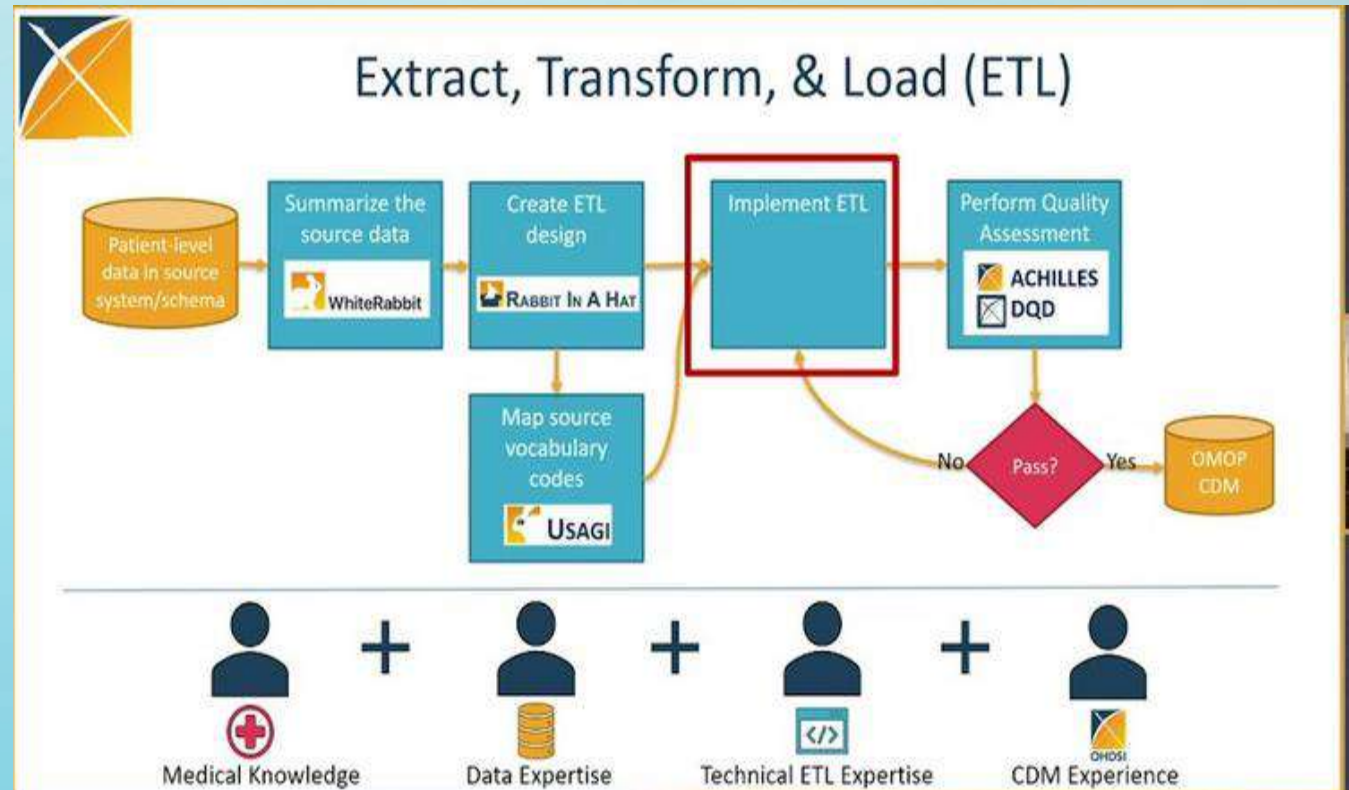 Extract, Transform, & Load (ETL)
Patient-level
data in source
system/schema
Summarize the
source data
WhiteRabbit
Create ETL
design
RABBIT IN A HAT
Map source
vocabulary
codes
USAGI
Implement ETL
Perform Quality
Assessment
ACHILLES
DQD
No
Pass?
Yes
OMOP
CDM
Medical Knowledge
Data Expertise
</>
Technical ETL Expertise
OHDSI
CDM Experience